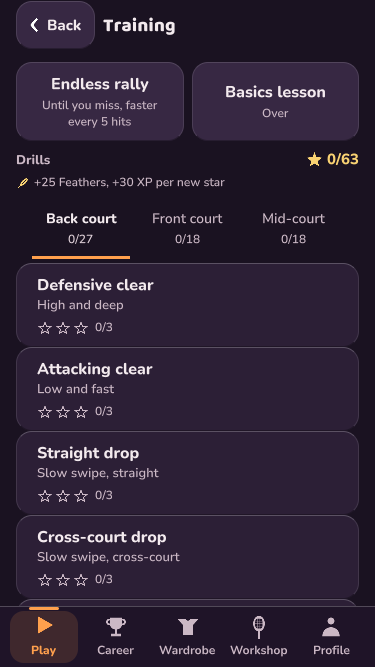 Back
Training
Endless rally
Until you miss, faster
every 5 hits
Basics lesson
Over
Drills
0/63
+25 Feathers, +30 XP per new star
Back court
0/27
Front court
0/18
Mid-court
0/18
Defensive clear
High and deep
0/3
Attacking clear
Low and fast
0/3
Straight drop
Slow swipe, straight
0/3
Cross-court drop
Slow swipe, cross-court
0/3
Play
Career
Wardrobe
Workshop
Profile